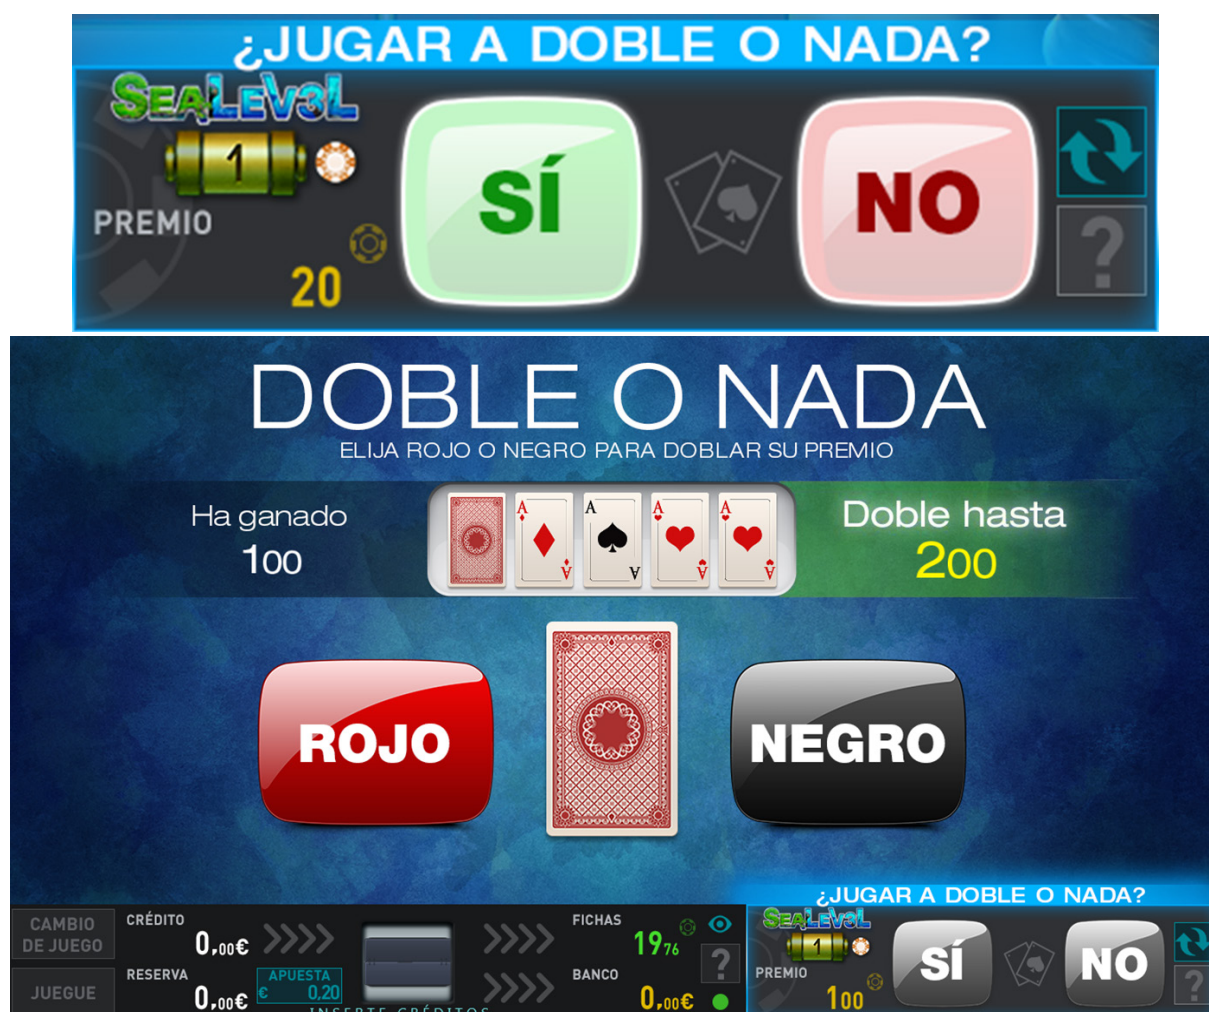 ¿JUGAR A DOBLE O NADA?
SEALEV3L
1
SÍ
NO
PREMIO
20
?
DOBLE O NADA
ELIJA ROJO O NEGRO PARA DOBLAR SU PREMIO
Ha ganado
100
A A
A A
A A
A A
Doble hasta
200
ROJO
NEGRO
¿JUGAR A DOBLE O NADA?
CAMBIO
DE JUEGO
CRÉDITO
0,00€
FICHAS
19,76
SEALEV3L
1
SÍ
NO
JUEGUE
RESERVA
0,00€
APUESTA
€ 0,20
BANCO
0,00€
?
PREMIO
100
?
INSERTE CRÉDITOS